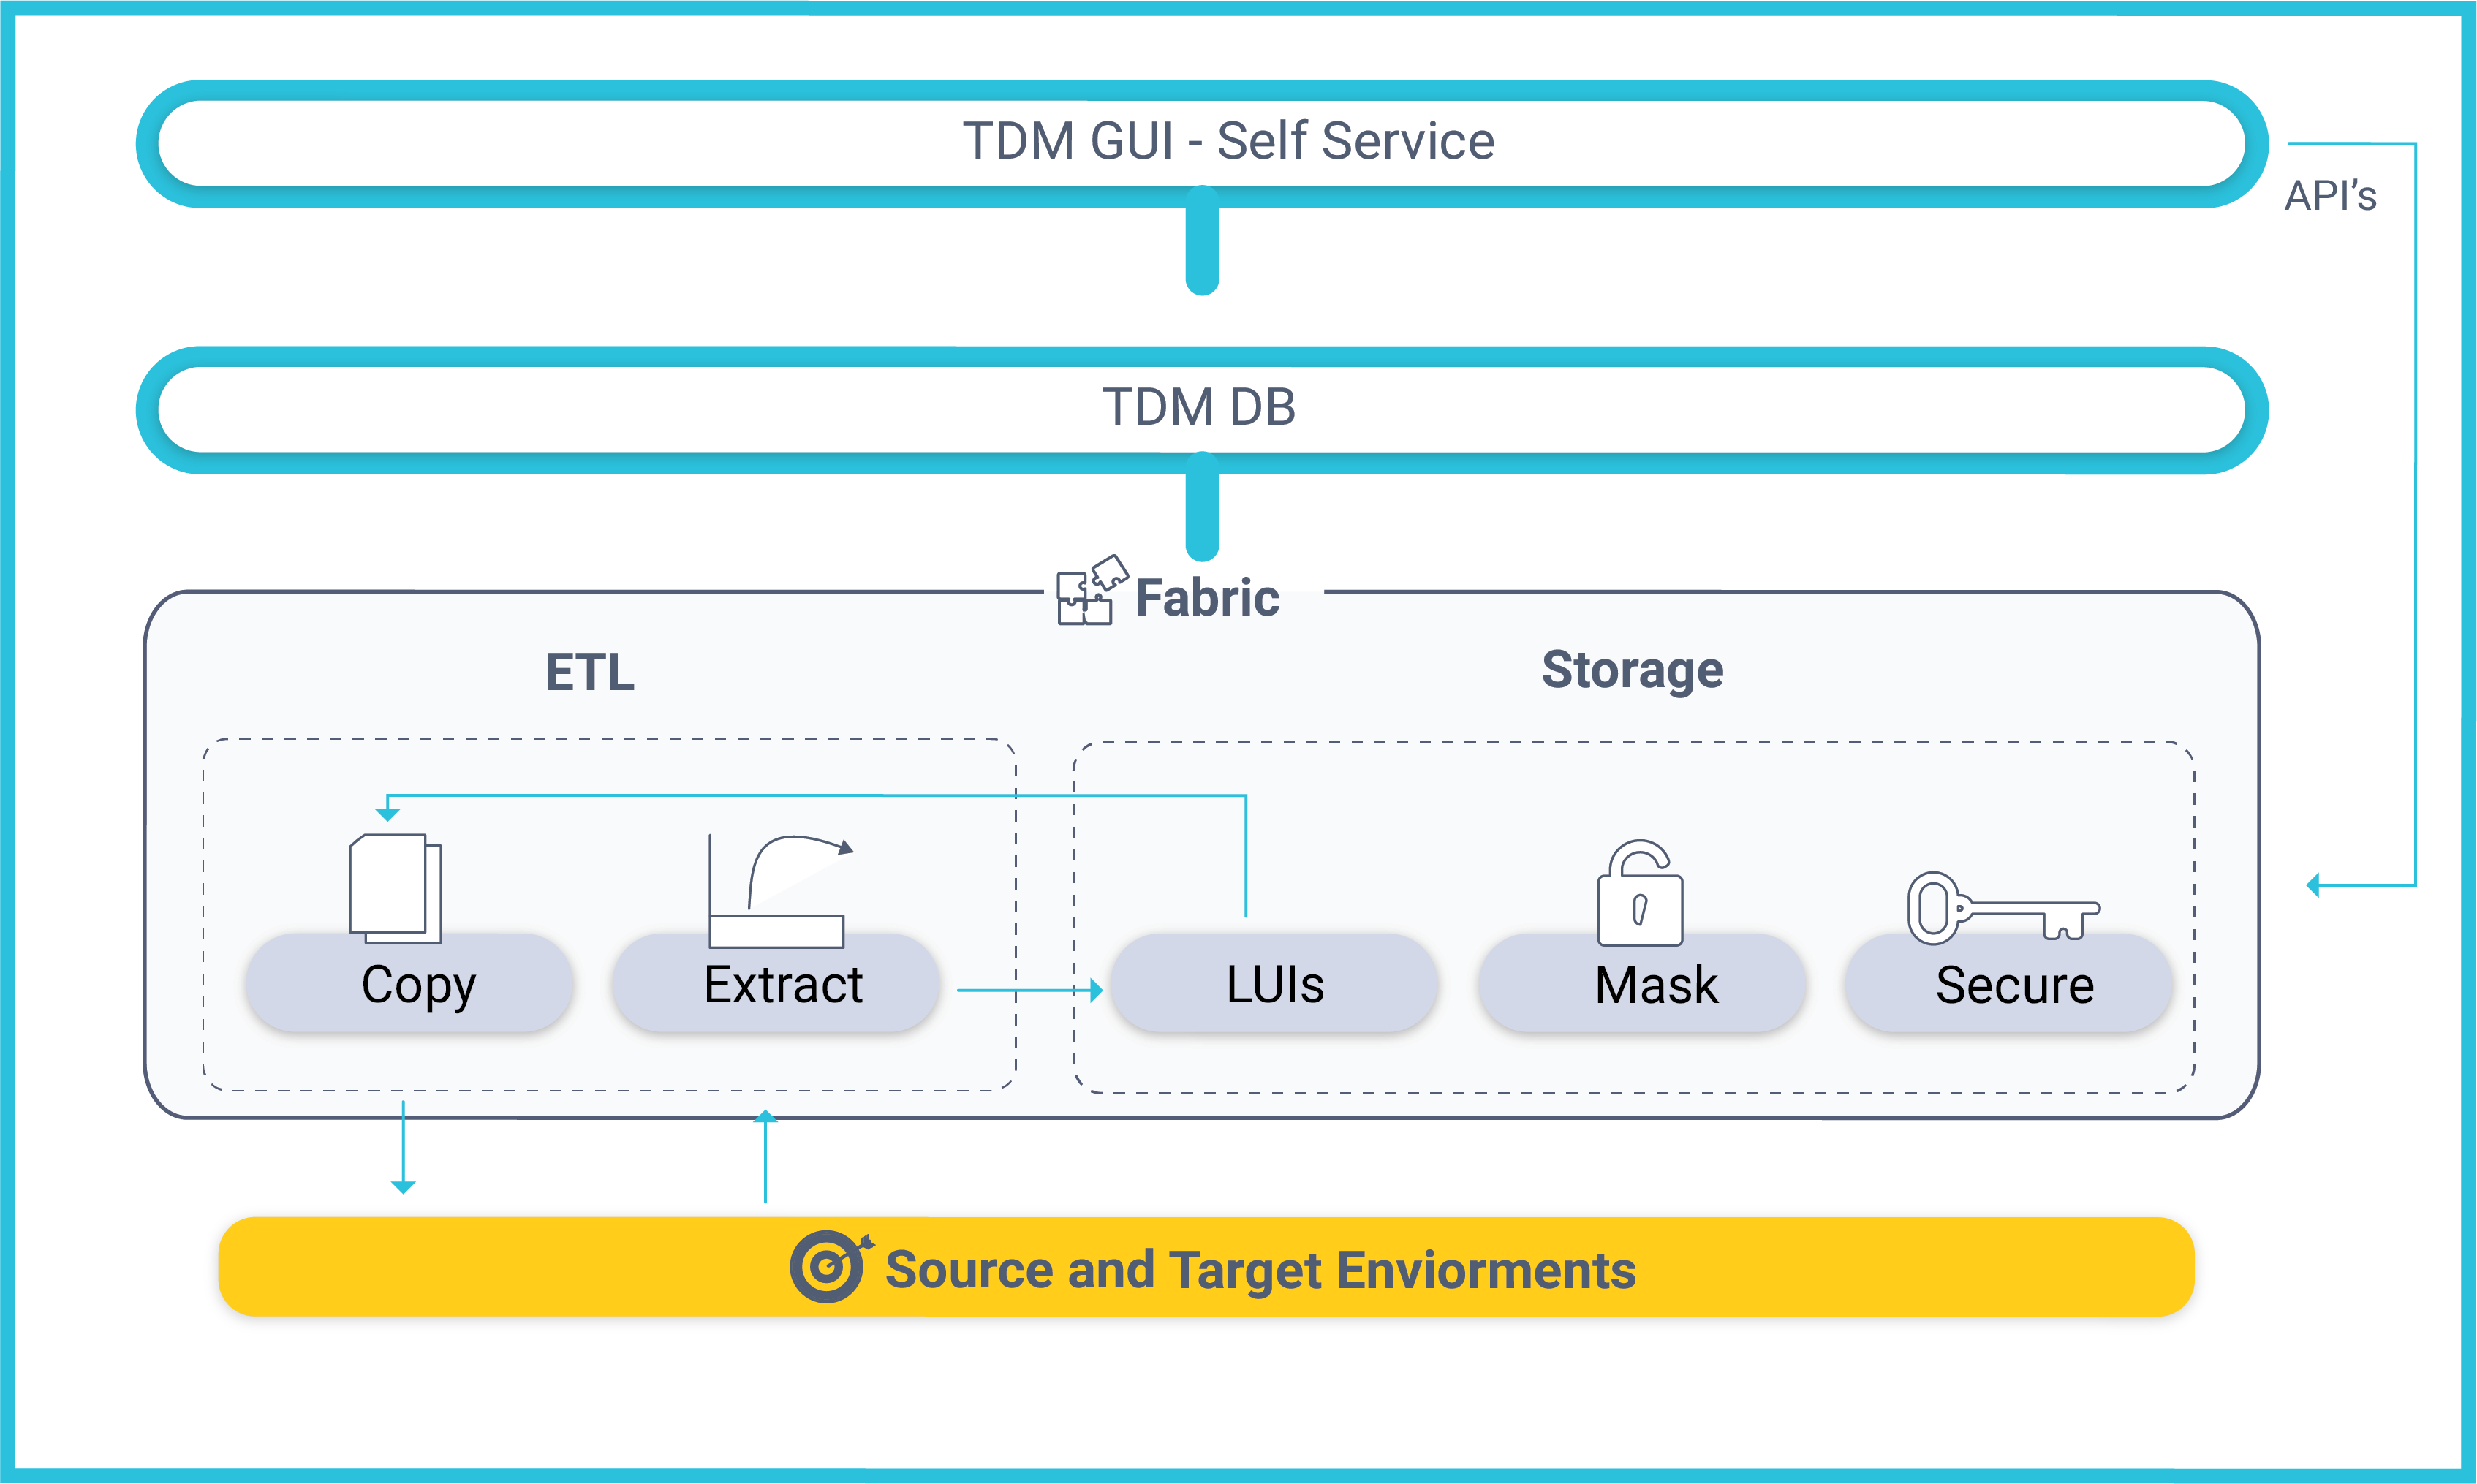 TDM GUI - Self Service
API’s
TDM DB
Fabric
ETL
Storage
Copy
Extract
LUIs
Mask
Secure
Source and Target Enviorments